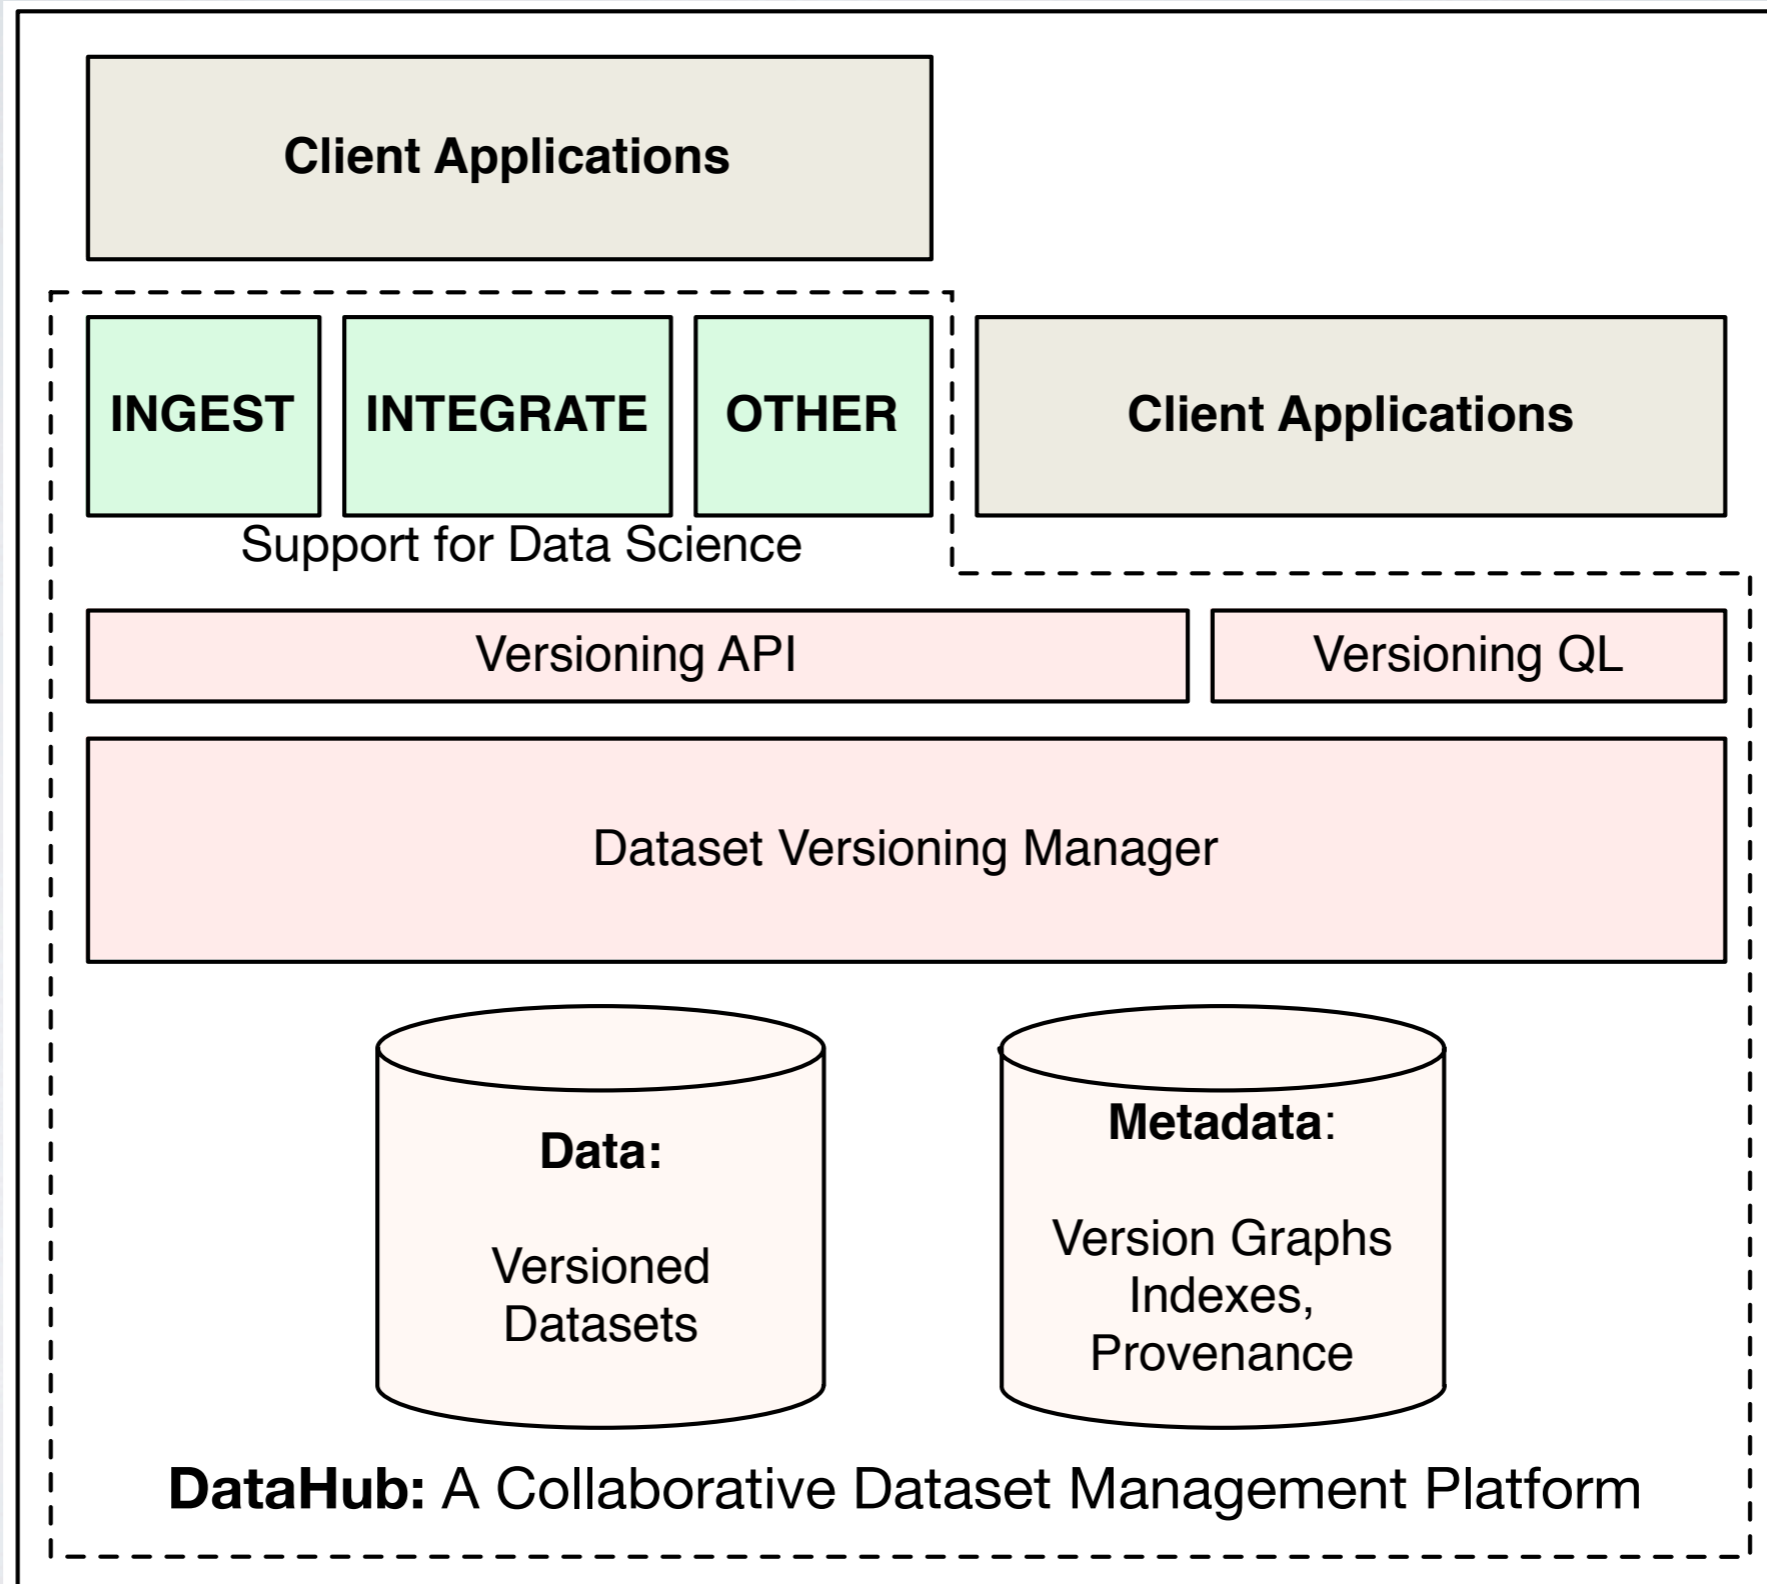 Client Applications
INGEST
INTEGRATE
OTHER
Client Applications
Support for Data Science
Versioning API
Versioning QL
Dataset Versioning Manager
Data:
Versioned
Datasets
Metadata:
Version Graphs
Indexes,
Provenance
DataHub: A Collaborative Dataset Management Platform